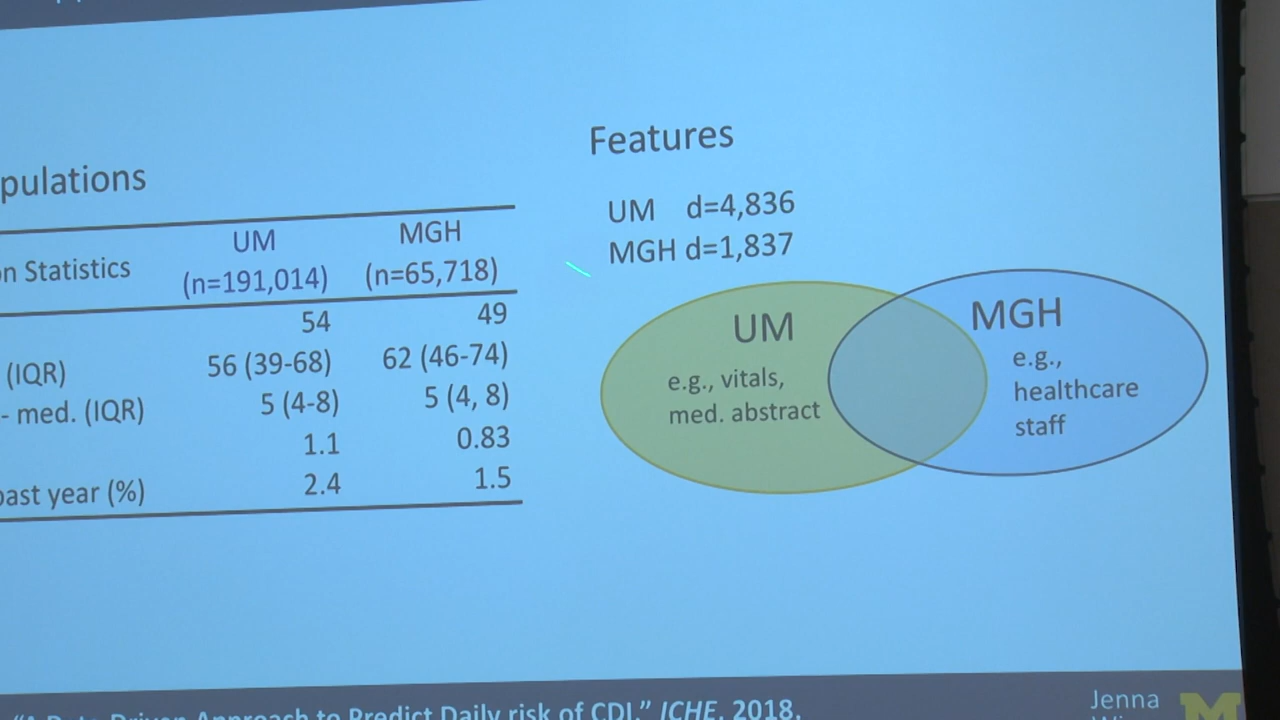 pulations
UM MGH
n Statistics (n=191,014) (n=65,718)
54 49
(IQR) 56 (39-68) 62 (46-74)
- med. (IQR) 5 (4-8) 5 (4, 8)
1.1 0.83
past year (%) 2.4 1.5
Features
UM d=4,836
MGH d=1,837
UM
e.g., vitals,
med. abstract
MGH
e.g.,
healthcare
staff
"A Data-Driven Approach to Predict Daily risk of CDI." ICHE, 2018.
Jenna
M